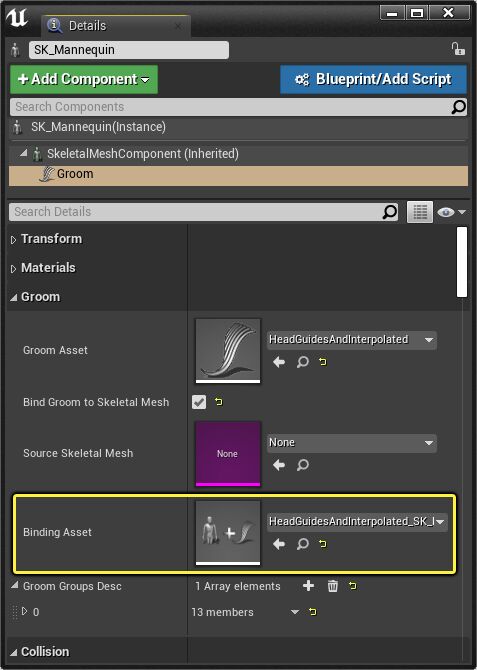 Details
SK_Mannequin
+Add Component
Blueprint/Add Script
Search Components
SK_Mannequin(Instance)
SkeletalMeshComponent (Inherited)
Groom
Search Details
Transform
Materials
Groom
Groom Asset
HeadGuidesAndInterpolated
Bind Groom to Skeletal Mesh
Source Skeletal Mesh
None
None
Binding Asset
HeadGuidesAndInterpolated_SK_
Groom Groups Desc
1 Array elements
0
13 members
Collision